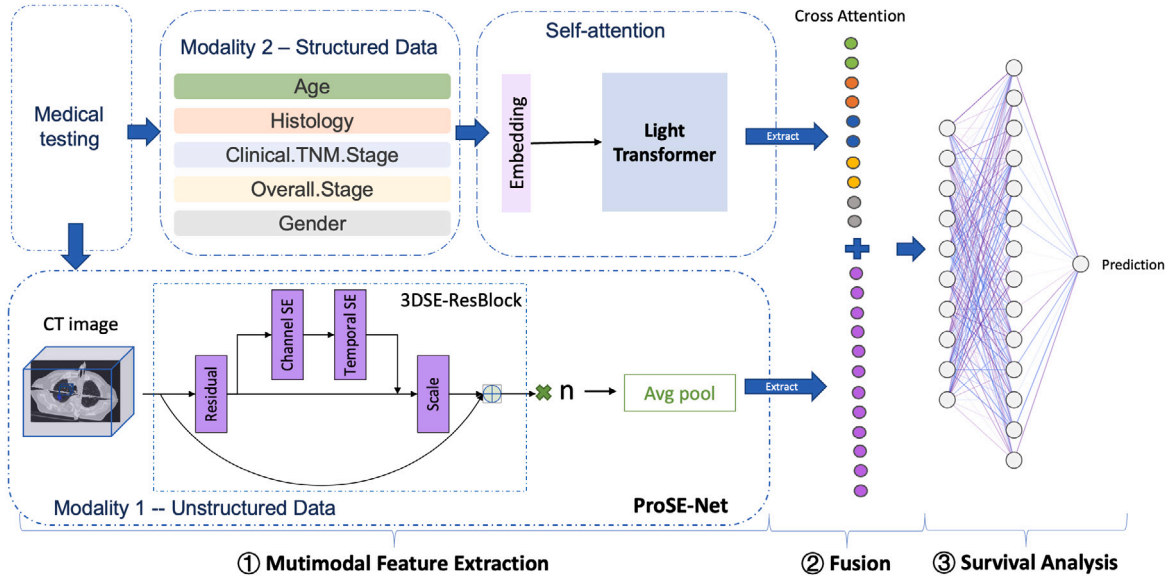 Medical
testing
Modality 2 – Structured Data
Age
Histology
Clinical.TNM.Stage
Overall.Stage
Gender
Self-attention
Embedding
Light
Transformer
Extract
Cross Attention
Prediction
CT image
3DSE-ResBlock
Residual
Channel SE
Temporal SE
Scale
n
Avg pool
Extract
Modality 1 -- Unstructured Data
ProSE-Net
① Mutimodal Feature Extraction
② Fusion
③ Survival Analysis